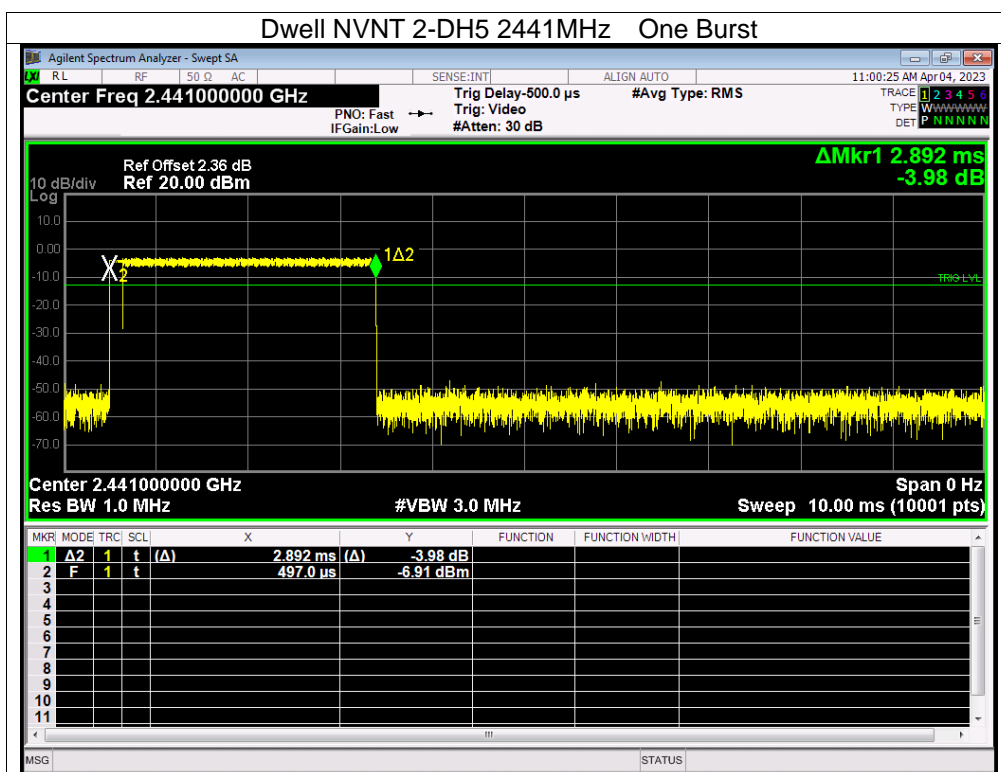 Dwell NVNT 2-DH5 2441MHz One Burst
Agilent Spectrum Analyzer - Swept SA
LXI RL RF 50 Ω AC SENSE:INT ALIGN AUTO 11:00:25 AM Apr 04, 2023
Center Freq 2.441000000 GHz Trig Delay-500.0 µs #Avg Type: RMS TRACE 1 2 3 4 5 6
PNO: Fast Trig: Video TYPE WWWWWW
IFGain:Low #Atten: 30 dB DET P N N N N N
ΔMkr1 2.892 ms
-3.98 dB
Ref Offset 2.36 dB
10 dB/div Ref 20.00 dBm
Log
10.0
0.00
1Δ2
2
-10.0
TRIG LVL
-20.0
-30.0
-40.0
-50.0
-60.0
-70.0
Center 2.441000000 GHz Span 0 Hz
Res BW 1.0 MHz #VBW 3.0 MHz Sweep 10.00 ms (10001 pts)
MKR MODE TRC SCL X Y FUNCTION FUNCTION WIDTH FUNCTION VALUE
1 Δ2 1 t (Δ) 2.892 ms (Δ) -3.98 dB
2 F 1 t 497.0 µs -6.91 dBm
3
4
5
6
7
8
9
10
11
MSG STATUS